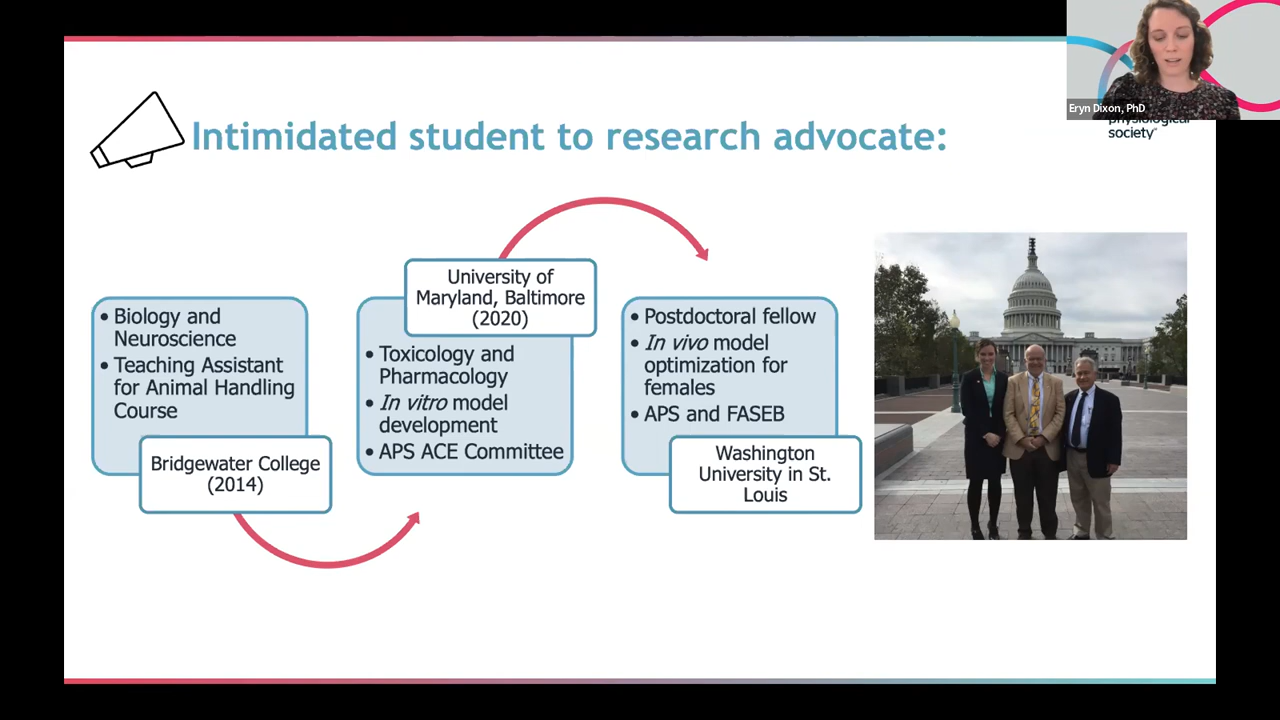 Eryn Dixon, PhD
physiological
society
Intimidated student to research advocate:
• Biology and
Neuroscience
• Teaching Assistant
for Animal Handling
Course
Bridgewater College
(2014)
University of
Maryland, Baltimore
(2020)
• Toxicology and
Pharmacology
• In vitro model
development
• APS ACE Committee
• Postdoctoral fellow
• In vivo model
optimization for
females
• APS and FASEB
Washington
University in St.
Louis